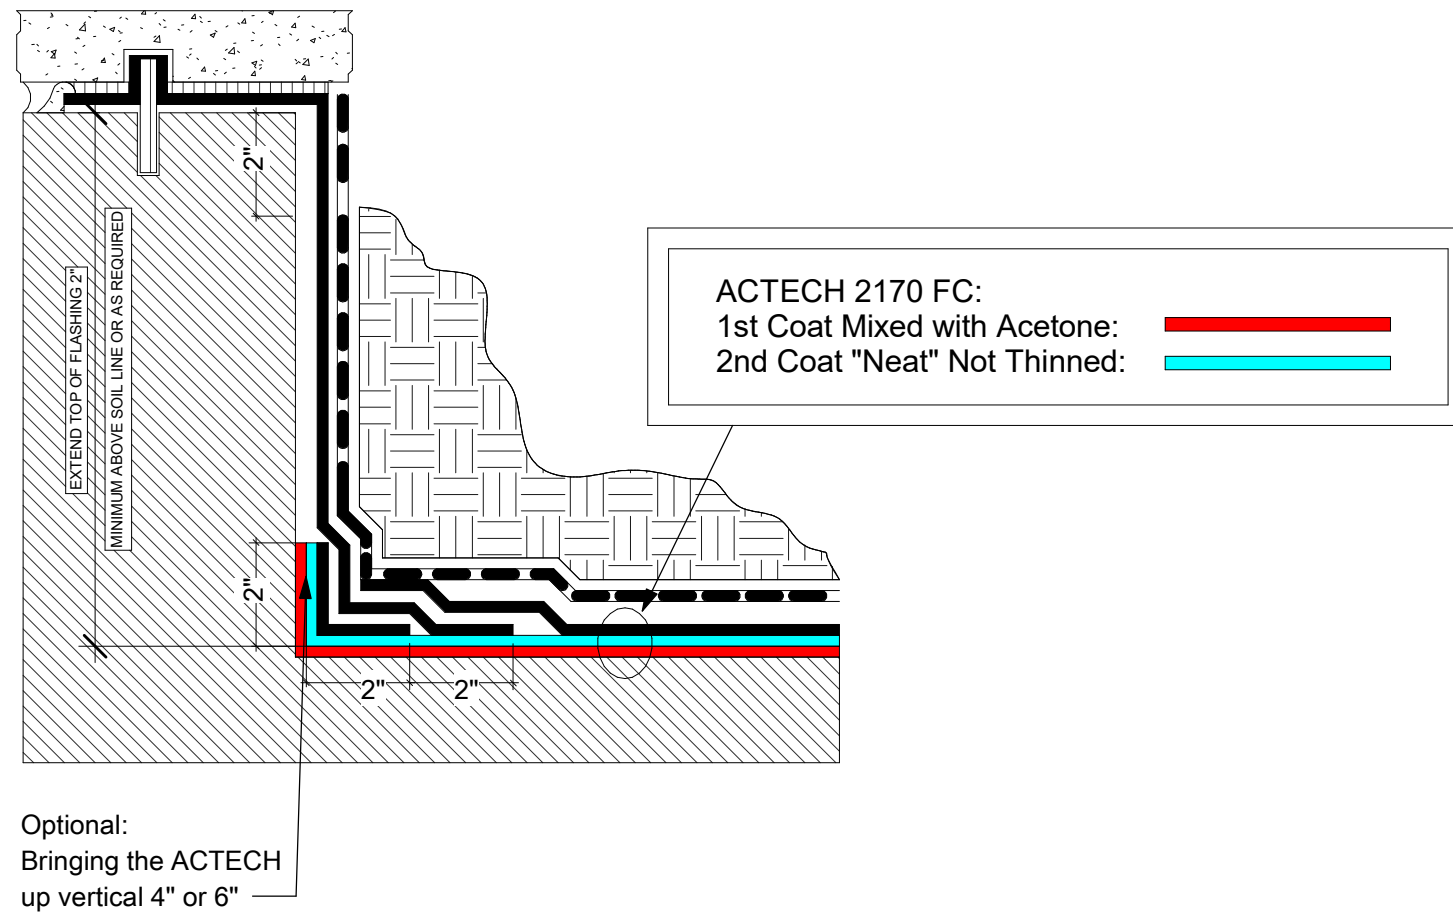 2"
EXTEND TOP OF FLASHING 2"
MINIMUM ABOVE SOIL LINE OR AS REQUIRED
ACTECH 2170 FC:
1st Coat Mixed with Acetone:
2nd Coat "Neat" Not Thinned:
2"
2"
2"
Optional:
Bringing the ACTECH
up vertical 4" or 6"